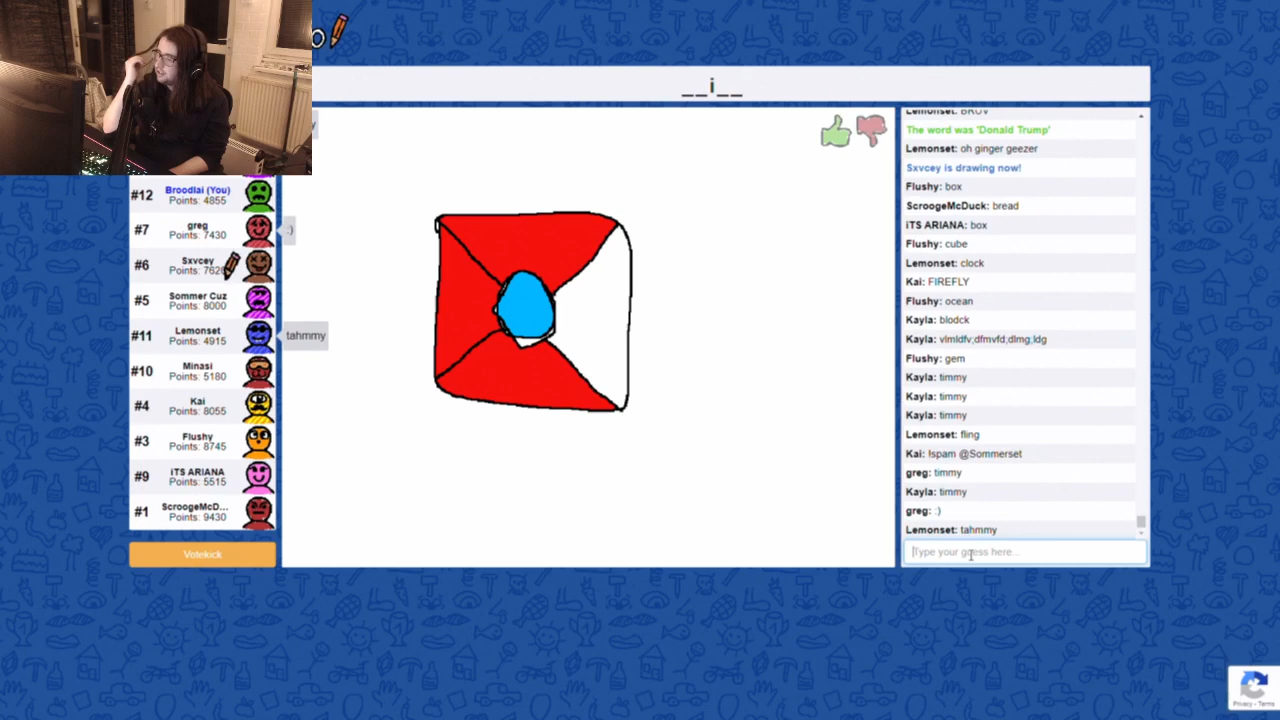 o
__i__
y
The word was 'Donald Trump'
Lemonset: oh ginger geezer
Sxvcey is drawing now!
Flushy: box
ScroogeMcDuck: bread
iTS ARIANA: box
Flushy: cube
Lemonset: clock
Kai: FIREFLY
Flushy: ocean
Kayla: blodck
Kayla: vlmldfv;dfmvfd,dlmg;ldg
Flushy: gem
Kayla: timmy
Kayla: timmy
Kayla: timmy
Lemonset: fling
Kai: !spam @Sommerset
greg: timmy
Kayla: timmy
greg: :)
Lemonset: tahmmy
Type your guess here...
#12 Broodlai (You)
Points: 4855
#7 greg
Points: 7430
:)
#6 Sxvcey
Points: 7620
#5 Sommer Cuz
Points: 8000
#11 Lemonset
Points: 4915
tahmmy
#10 Minasi
Points: 5180
#4 Kai
Points: 8055
#3 Flushy
Points: 8745
#9 iTS ARIANA
Points: 5515
#1 ScroogeMcD...
Points: 9430
Votekick
Privacy - Terms